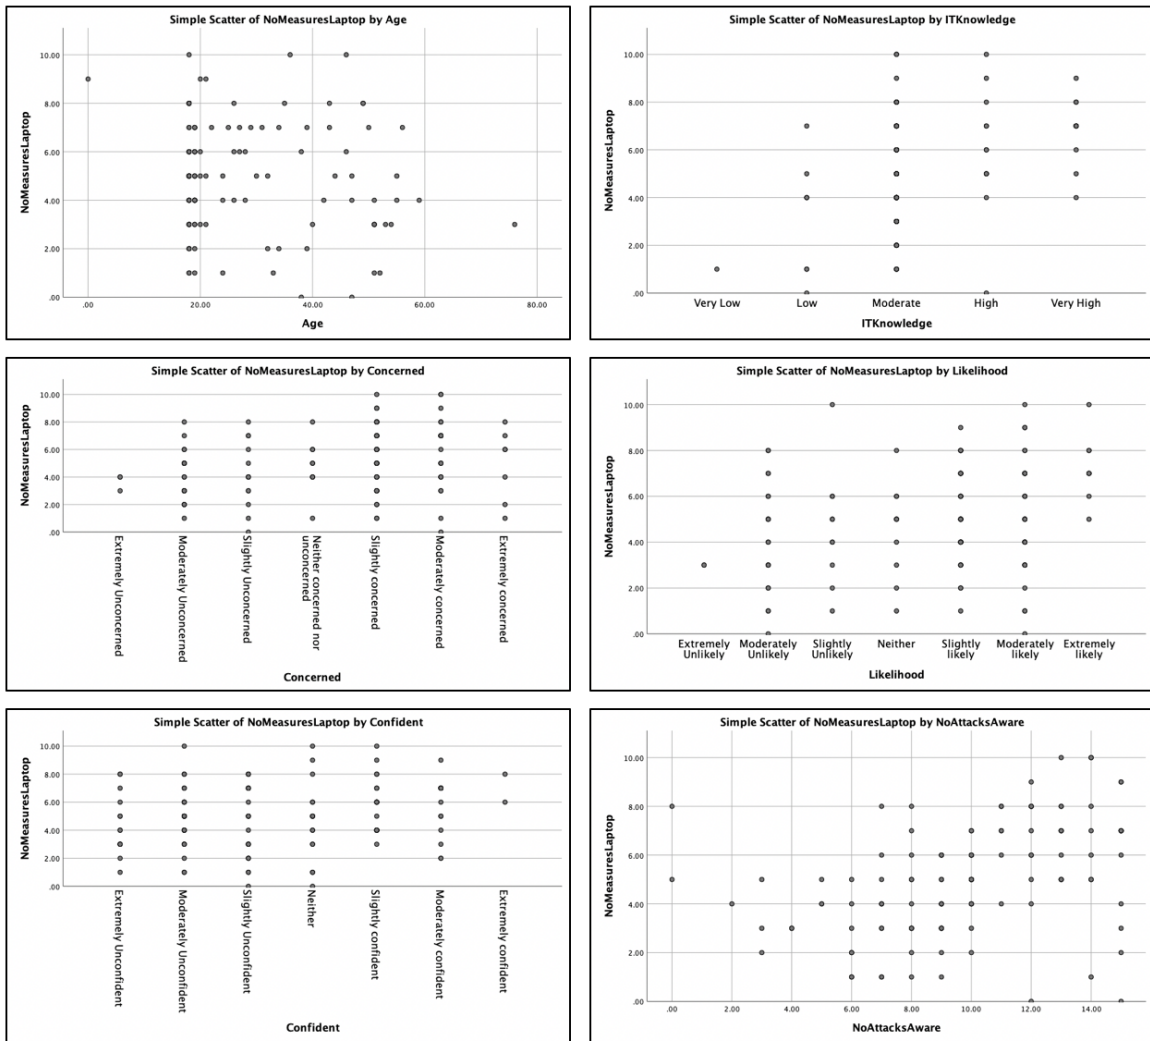 Simple Scatter of NoMeasuresLaptop by Age
NoMeasuresLaptop
10.00
8.00
6.00
4.00
2.00
.00
.00 20.00 40.00 60.00 80.00
Age
Simple Scatter of NoMeasuresLaptop by ITKnowledge
NoMeasuresLaptop
10.00
8.00
6.00
4.00
2.00
.00
Very Low Low Moderate High Very High
ITKnowledge
Simple Scatter of NoMeasuresLaptop by Concerned
NoMeasuresLaptop
10.00
8.00
6.00
4.00
2.00
.00
Extremely Unconcerned
Moderately Unconcerned
Slightly Unconcerned
Neither concerned nor
unconcerned
Slightly concerned
Moderately concerned
Extremely concerned
Concerned
Simple Scatter of NoMeasuresLaptop by Likelihood
NoMeasuresLaptop
10.00
8.00
6.00
4.00
2.00
.00
Extremely Moderately Slightly Neither Slightly Moderately Extremely
Unlikely Unlikely Unlikely likely likely likely
Likelihood
Simple Scatter of NoMeasuresLaptop by Confident
NoMeasuresLaptop
10.00
8.00
6.00
4.00
2.00
.00
Extremely Unconfident
Moderately Unconfident
Slightly Unconfident
Neither
Slightly confident
Moderately confident
Extremely confident
Confident
Simple Scatter of NoMeasuresLaptop by NoAttacksAware
NoMeasuresLaptop
10.00
8.00
6.00
4.00
2.00
.00
.00 2.00 4.00 6.00 8.00 10.00 12.00 14.00
NoAttacksAware